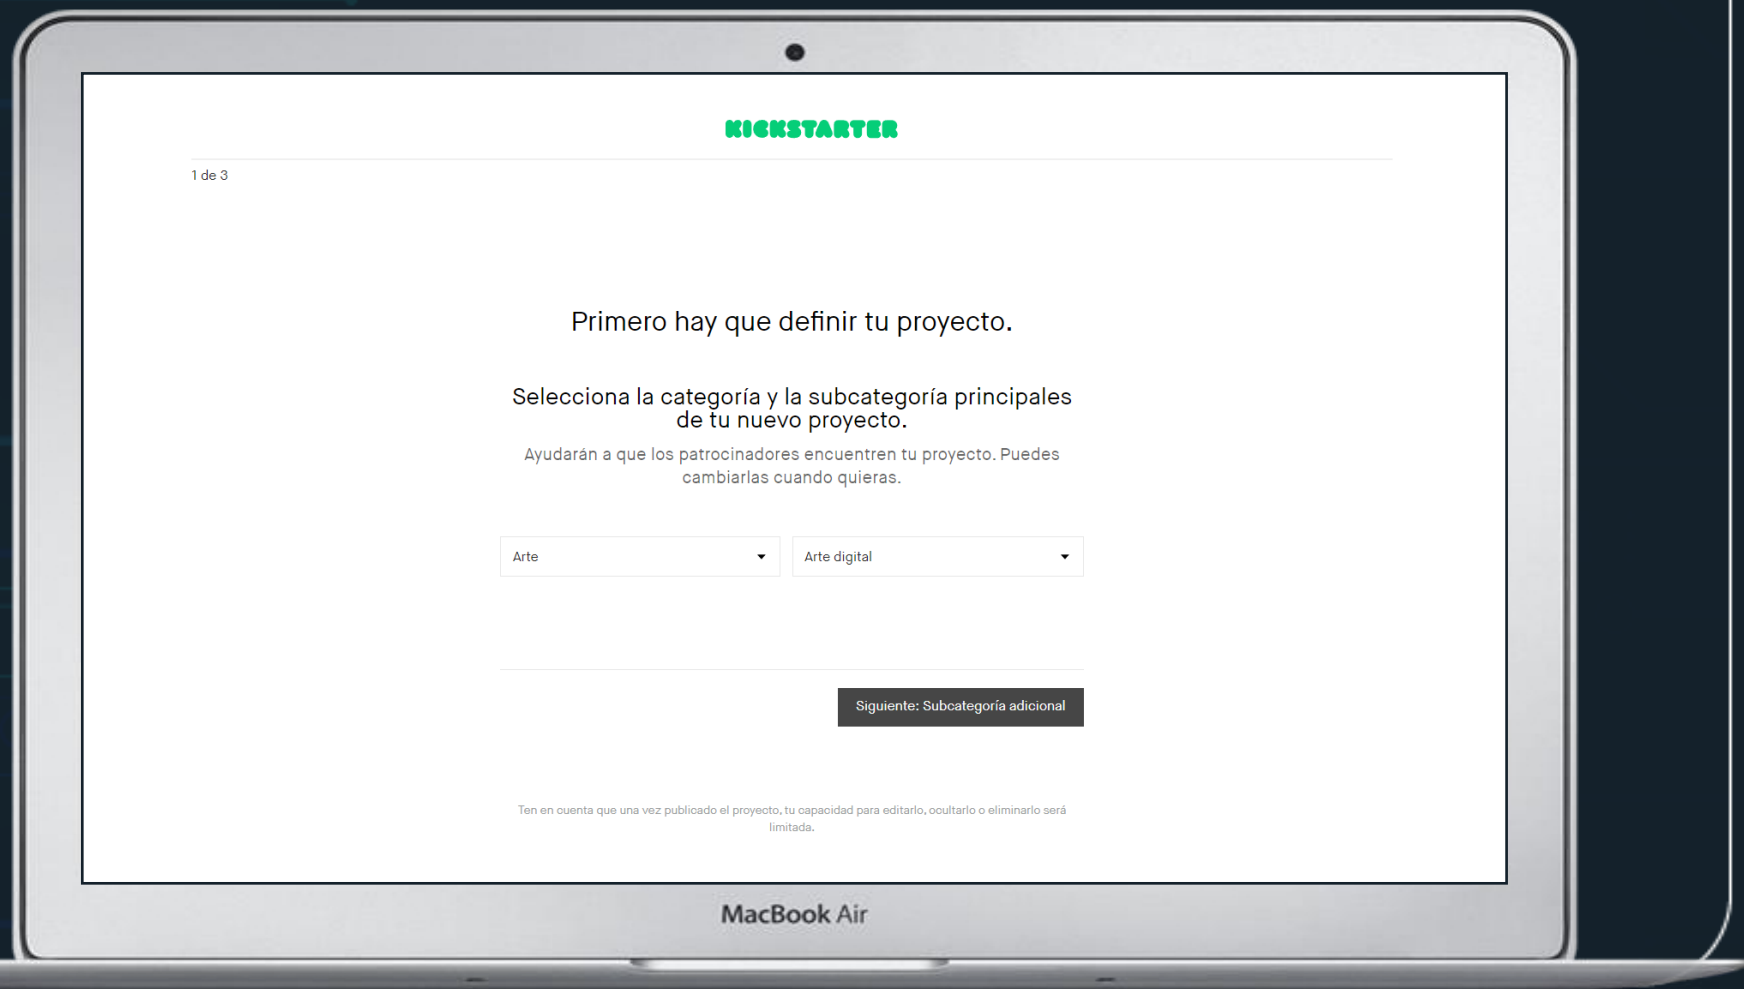 KICKSTARTER
1 de 3
Primero hay que definir tu proyecto.
Selecciona la categoría y la subcategoría principales
de tu nuevo proyecto.
Ayudarán a que los patrocinadores encuentren tu proyecto. Puedes
cambiarlas cuando quieras.
Arte
Arte digital
Siguiente: Subcategoría adicional
Ten en cuenta que una vez publicado el proyecto, tu capacidad para editarlo, ocultarlo o eliminarlo será
limitada.
MacBook Air